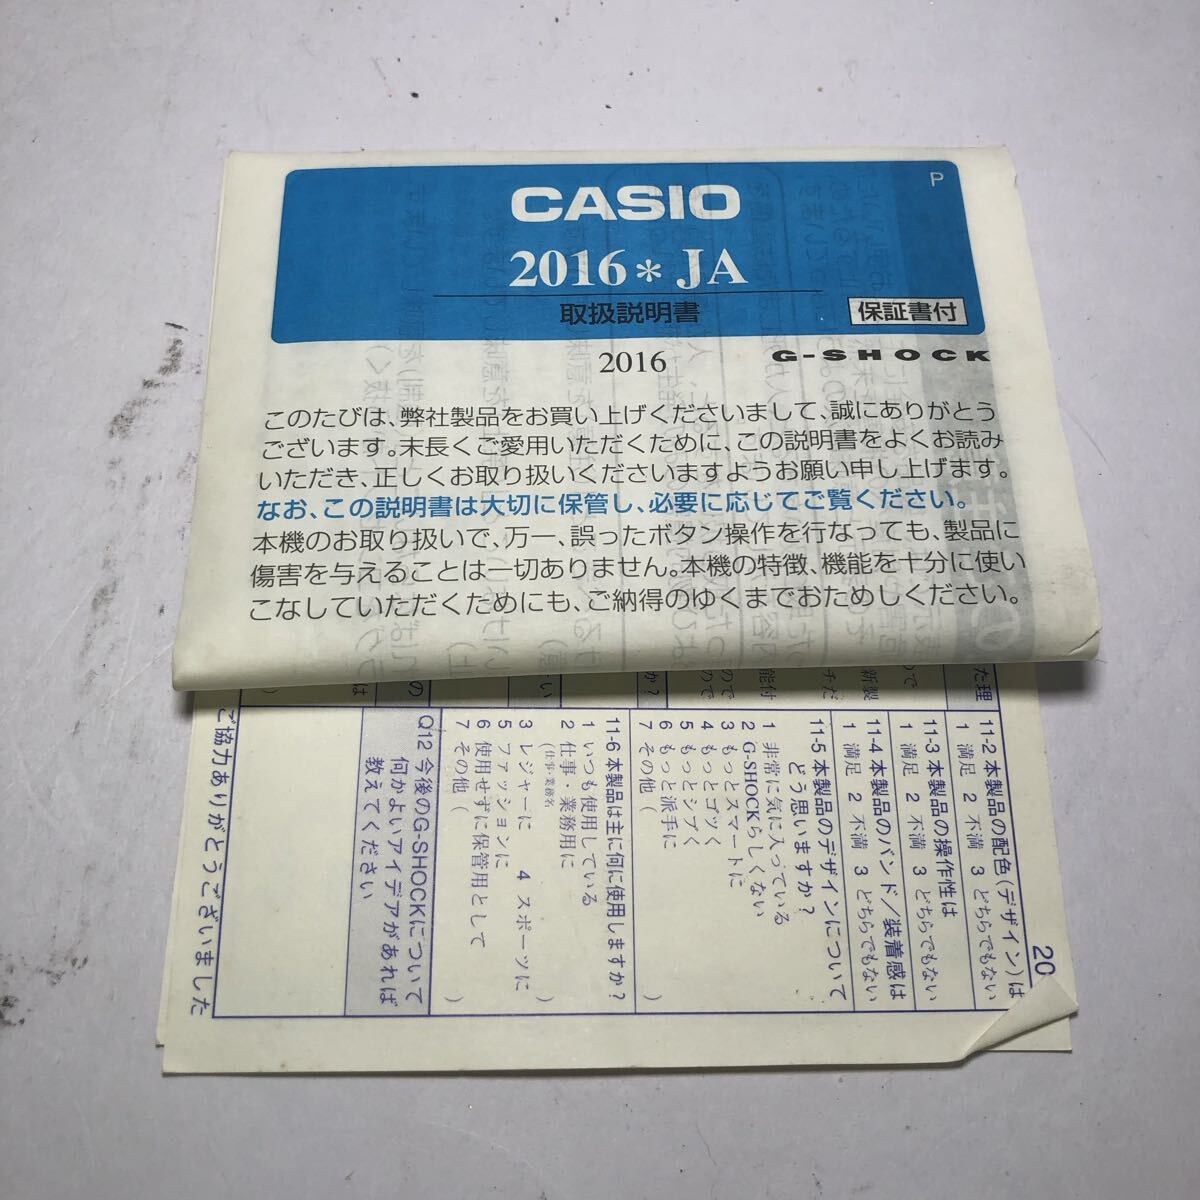 P
CASIO
2016＊JA
取扱説明書
保証書付
2016
G-SHOCK
このたびは、弊社製品をお買い上げくださいまして、誠にありがとう
ございます。末長くご愛用いただくために、この説明書をよくお読み
いただき、正しくお取り扱いくださいますようお願い申し上げます。
なお、この説明書は大切に保管し、必要に応じてご覧ください。
本機のお取り扱いで、万一、誤ったボタン操作を行なっても、製品に
傷害を与えることは一切ありません。本機の特徴、機能を十分に使い
こなしていただくためにも、ご納得のゆくまでおためしください。
20
11-2 本製品の配色(デザイン)は
1 満足 2 不満 3 どちらでもない
11-3 本製品の操作性は
1 満足 2 不満 3 どちらでもない
11-4 本製品のバンド/装着感は
1 満足 2 不満 3 どちらでもない
11-5 本製品のデザインについて
どう思いますか?
1 非常に気に入っている
2 G-SHOCKらしくない
3 もっとスマートに
4 もっとゴツく
5 もっとシブく
6 もっと派手に
7 その他 ( )
11-6 本製品は主に何に使用しますか?
1 いつも使用している
2 仕事・業務用に
(仕事・業務名 )
3 レジャーに 4 スポーツに
5 ファッションに
6 使用せずに保管用として
7 その他 ( )
Q12 今後のG-SHOCKについて
何かよいアイデアがあれば
教えてください
ご協力ありがとうございました